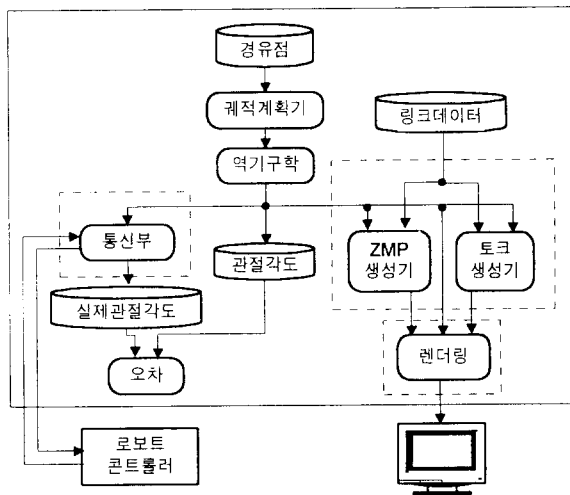 경유점
궤적계획기
링크데이터
역기구학
통신부
관절각도
ZMP
생성기
토크
생성기
실제관절각도
오차
렌더링
로보트
콘트롤러